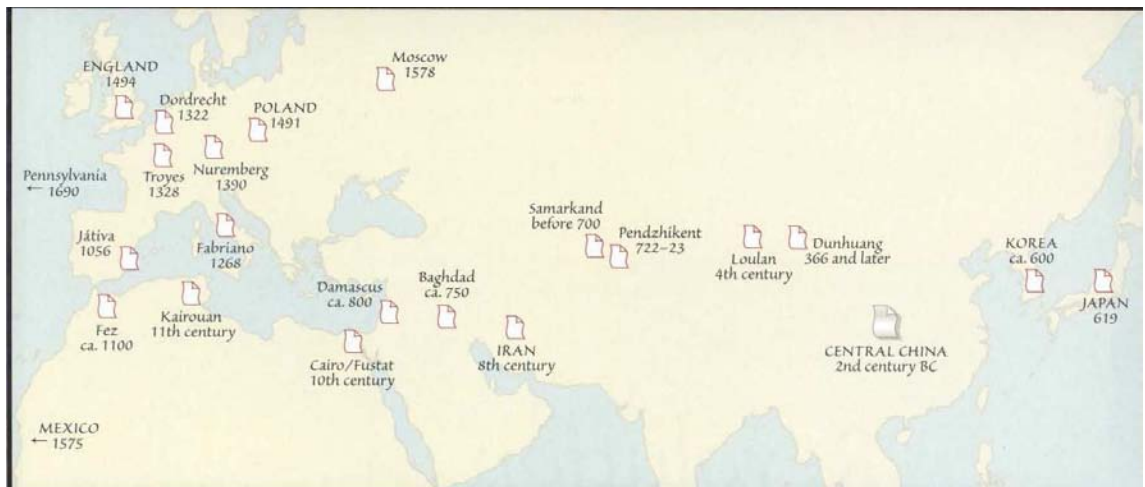 Moscow
1578
ENGLAND
1494
Dordrecht
1322
POLAND
1491
Pennsylvania
← 1690
Troyes
1328
Nuremberg
1390
Játiva
1056
Fabriano
1268
Samarkand
before 700
Pendzhikent
722–23
Loulan
4th century
Dunhuang
366 and later
KOREA
ca. 600
JAPAN
619
Fez
ca. 1100
Kairouan
11th century
Damascus
ca. 800
Baghdad
ca. 750
Cairo/Fustat
10th century
IRAN
8th century
CENTRAL CHINA
2nd century BC
MEXICO
← 1575